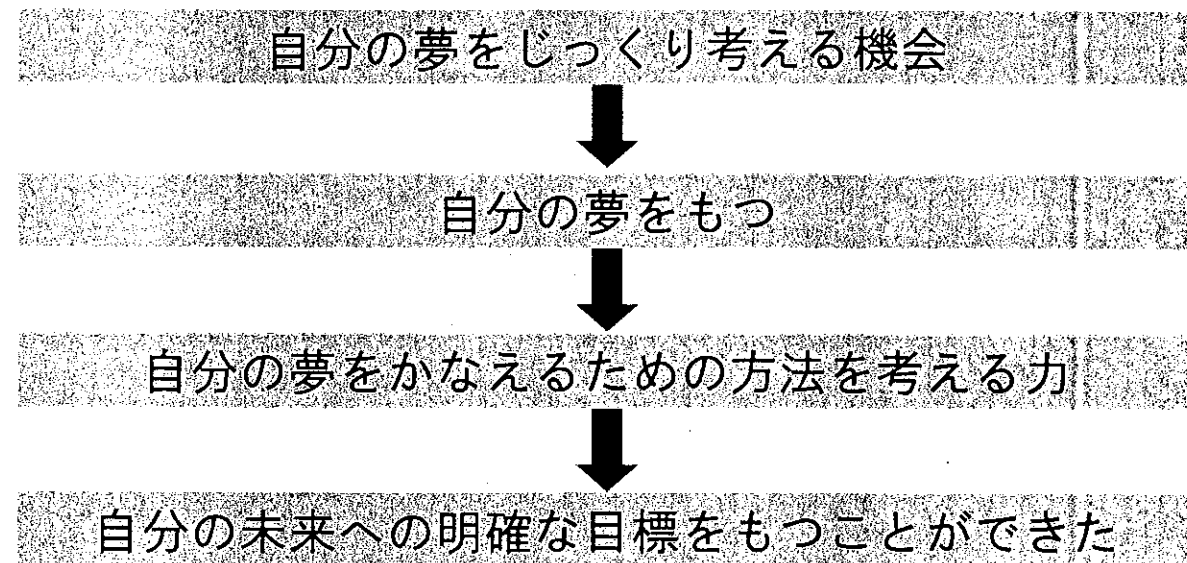 自分の夢をじっくり考える機会
自分の夢をもつ
自分の夢をかなえるための方法を考える力
自分の未来への明確な目標をもつことができた